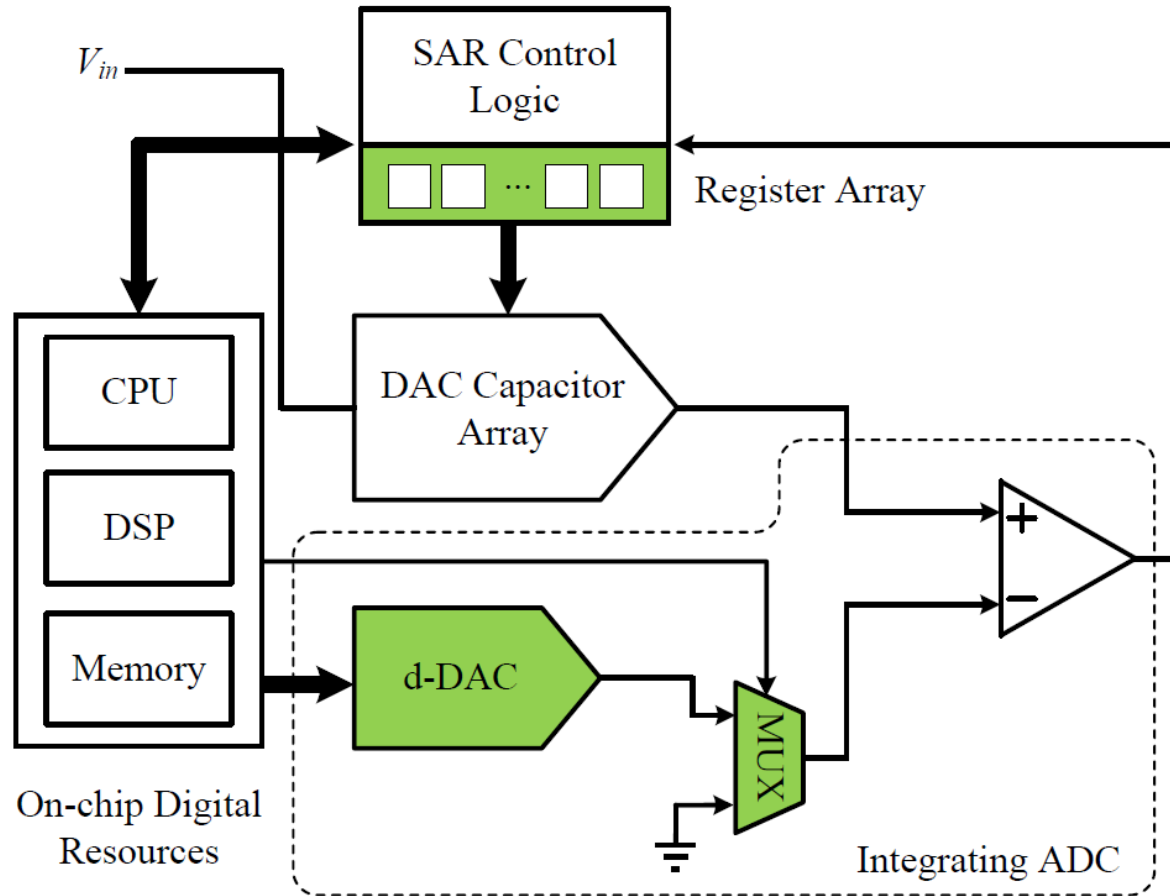 V_in
SAR Control
Logic
...
Register Array
CPU
DSP
Memory
On-chip Digital
Resources
DAC Capacitor
Array
d-DAC
MUX
+
−
Integrating ADC